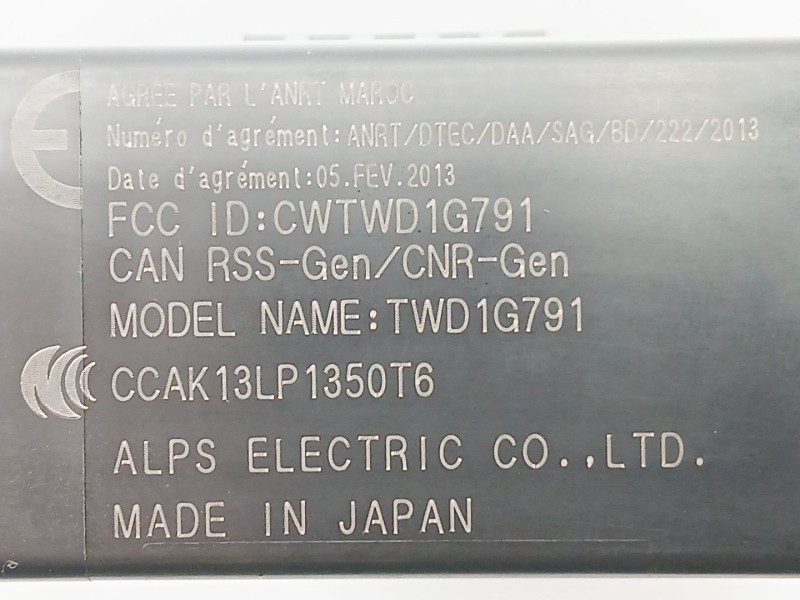 AGREE PAR L'ANRT MAROC
Numéro d'agrément:ANRT/DTEC/DAA/SAG/BD/222/2013
Date d'agrément:05.FEV.2013
FCC ID:CWTWD1G791
CAN RSS-Gen/CNR-Gen
MODEL NAME:TWD1G791
CCAK13LP1350T6
ALPS ELECTRIC CO.,LTD.
MADE IN JAPAN